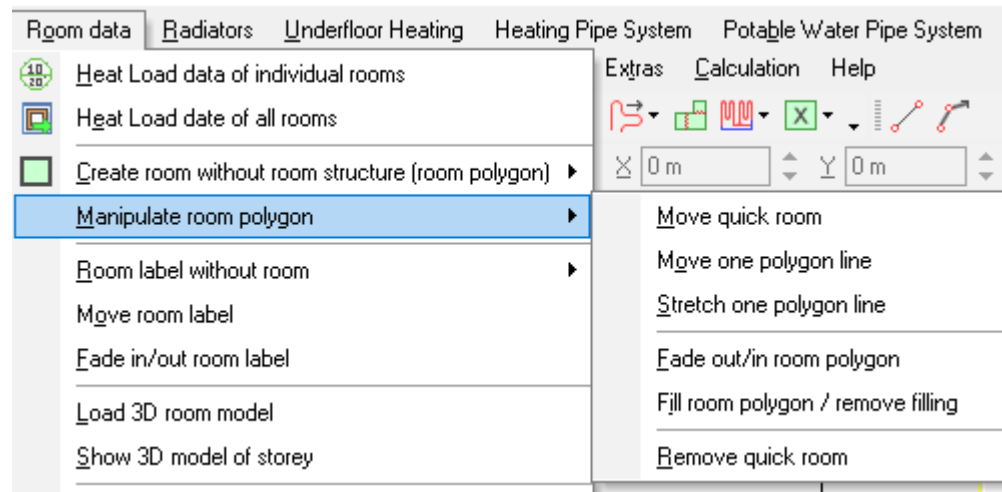 Room data Radiators Underfloor Heating Heating Pipe System Potable Water Pipe System
Extras Calculation Help
Heat Load data of individual rooms
Heat Load date of all rooms
X 0 m Y 0 m
Create room without room structure (room polygon)
Manipulate room polygon
Room label without room
Move room label
Fade in/out room label
Load 3D room model
Show 3D model of storey
Move quick room
Move one polygon line
Stretch one polygon line
Fade out/in room polygon
Fill room polygon / remove filling
Remove quick room